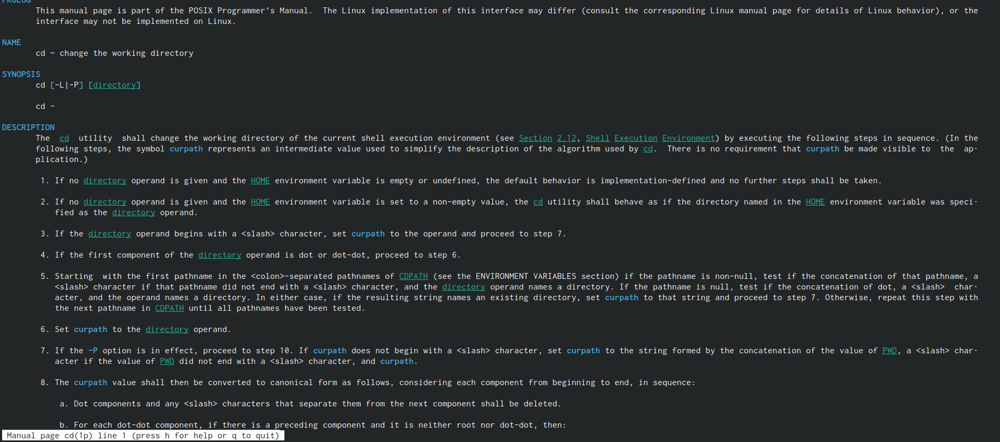 PROLOG
This manual page is part of the POSIX Programmer's Manual.  The Linux implementation of this interface may differ (consult the corresponding Linux manual page for details of Linux behavior), or the
interface may not be implemented on Linux.
NAME
cd - change the working directory
SYNOPSIS
cd [-L|-P] [directory]
cd -
DESCRIPTION
The  cd  utility  shall change the working directory of the current shell execution environment (see Section 2.12, Shell Execution Environment) by executing the following steps in sequence. (In the
following steps, the symbol curpath represents an intermediate value used to simplify the description of the algorithm used by cd.  There is no requirement that curpath be made visible to  the  ap-
plication.)
1. If no directory operand is given and the HOME environment variable is empty or undefined, the default behavior is implementation-defined and no further steps shall be taken.
2. If no directory operand is given and the HOME environment variable is set to a non-empty value, the cd utility shall behave as if the directory named in the HOME environment variable was speci-
fied as the directory operand.
3. If the directory operand begins with a <slash> character, set curpath to the operand and proceed to step 7.
4. If the first component of the directory operand is dot or dot-dot, proceed to step 6.
5. Starting  with the first pathname in the <colon>-separated pathnames of CDPATH (see the ENVIRONMENT VARIABLES section) if the pathname is non-null, test if the concatenation of that pathname, a
<slash> character if that pathname did not end with a <slash> character, and the directory operand names a directory. If the pathname is null, test if the concatenation of dot, a <slash>  char-
acter, and the operand names a directory. In either case, if the resulting string names an existing directory, set curpath to that string and proceed to step 7. Otherwise, repeat this step with
the next pathname in CDPATH until all pathnames have been tested.
6. Set curpath to the directory operand.
7. If the -P option is in effect, proceed to step 10. If curpath does not begin with a <slash> character, set curpath to the string formed by the concatenation of the value of PWD, a <slash> char-
acter if the value of PWD did not end with a <slash> character, and curpath.
8. The curpath value shall then be converted to canonical form as follows, considering each component from beginning to end, in sequence:
a. Dot components and any <slash> characters that separate them from the next component shall be deleted.
b. For each dot-dot component, if there is a preceding component and it is neither root nor dot-dot, then:
Manual page cd(1p) line 1 (press h for help or q to quit)